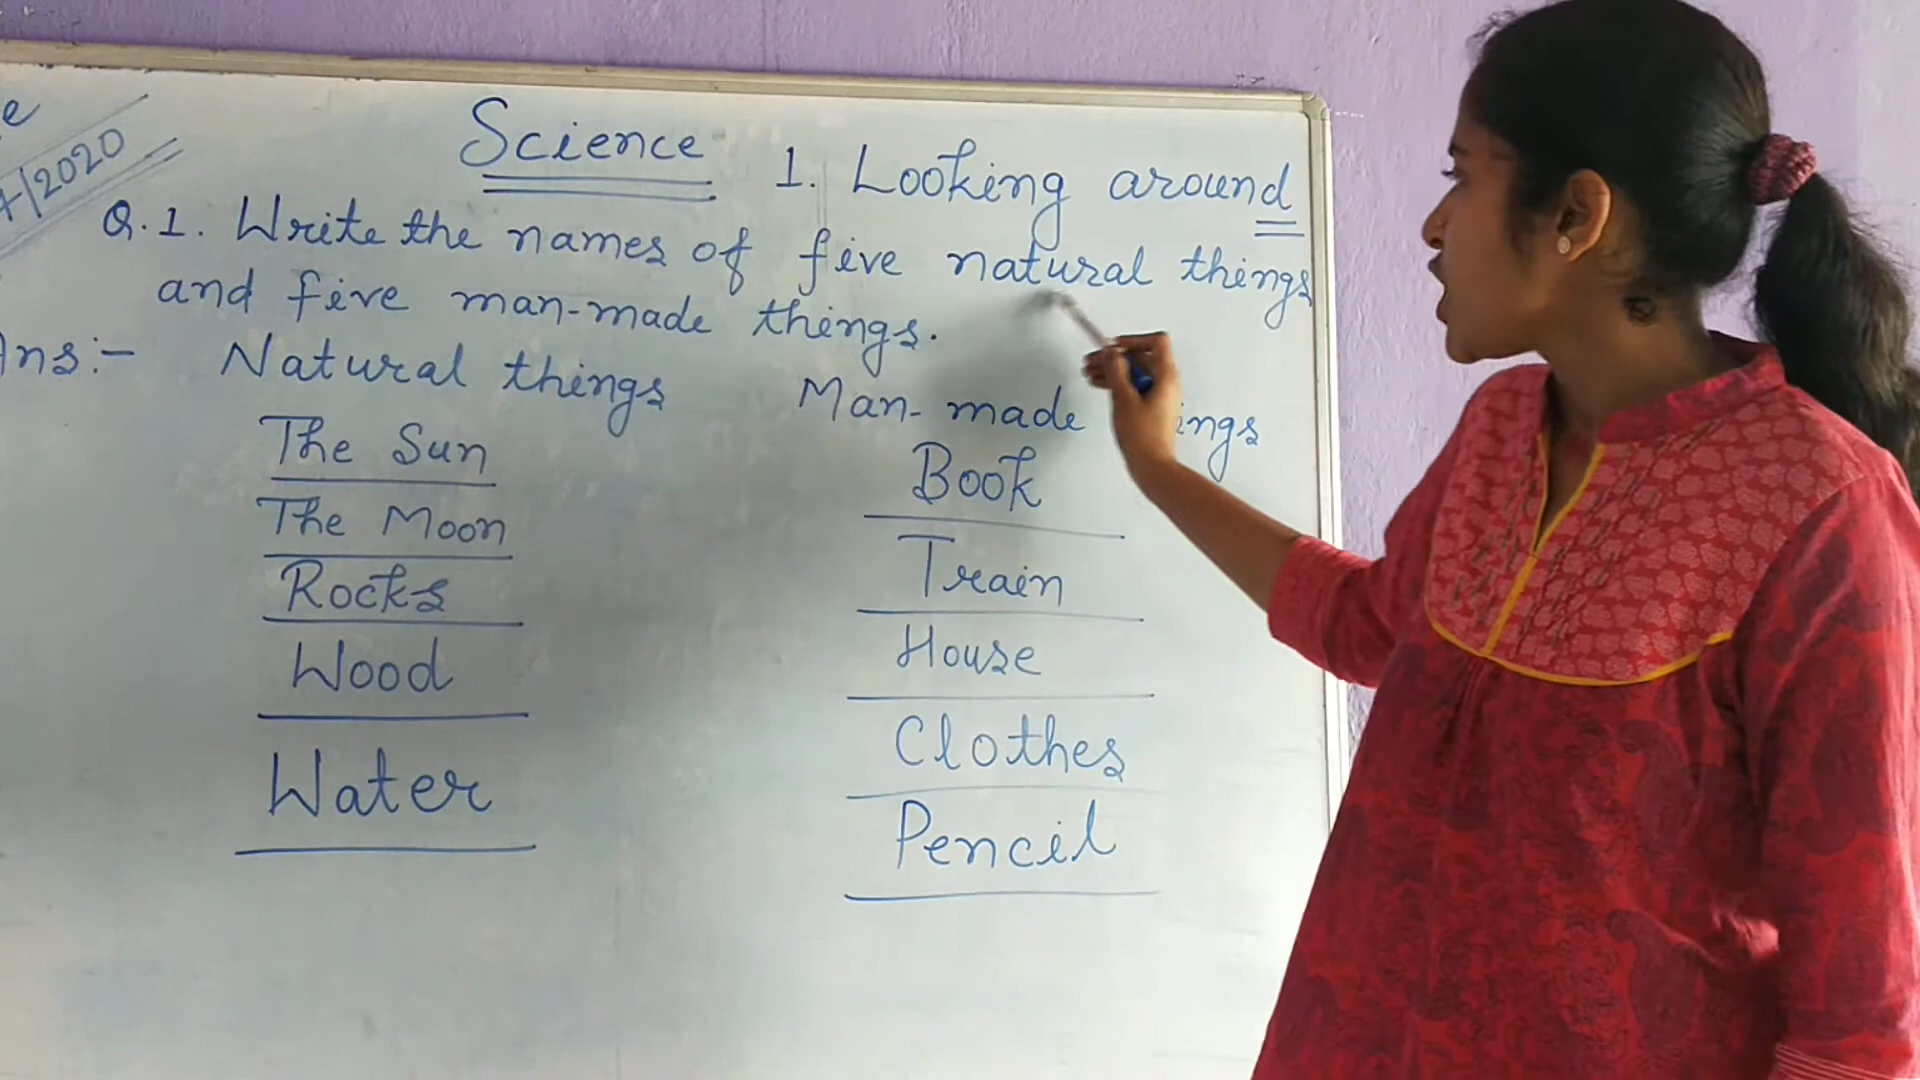 Science
1. Looking around
Q.1. Write the names of five natural things
and five man-made things.
Ans:-
Natural things
Man-made
The Sun
The Moon
Rocks
Wood
Water
Book
Train
House
Clothes
Pencil